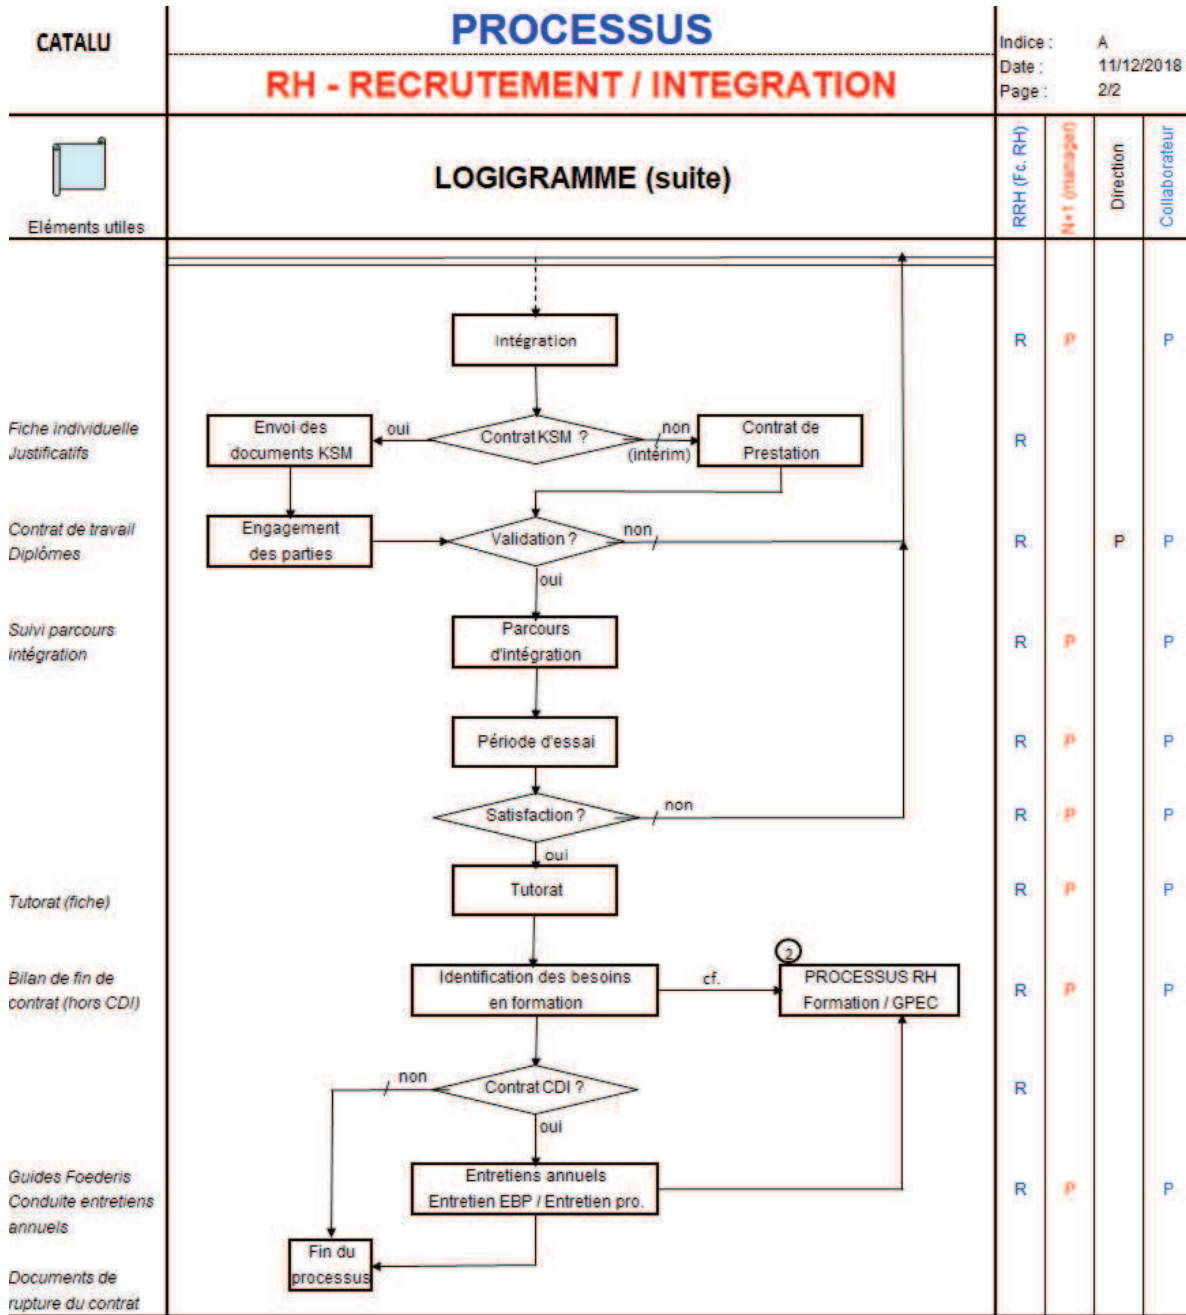 CATALU
PROCESSUS
RH - RECRUTEMENT / INTEGRATION
Indice : A
Date : 11/12/2018
Page : 2/2
Eléments utiles
LOGIGRAMME (suite)
RRH (Fc. RH)
N+1 (manager)
Direction
Collaborateur
Intégration
R P P
Fiche individuelle
Justificatifs
Envoi des
documents KSM
oui
Contrat KSM ?
non
(intérim)
Contrat de
Prestation
R
Contrat de travail
Diplômes
Engagement
des parties
Validation ?
non
oui
R P P
Suivi parcours
intégration
Parcours
d'intégration
R P P
Période d'essai
R P P
Satisfaction ?
non
oui
R P P
Tutorat (fiche)
Tutorat
R P P
Bilan de fin de
contrat (hors CDI)
Identification des besoins
en formation
cf.
2
PROCESSUS RH
Formation / GPEC
R P P
non
Contrat CDI ?
oui
R
Guides Foederis
Conduite entretiens
annuels
Entretiens annuels
Entretien EBP / Entretien pro.
R P P
Fin du
processus
Documents de
rupture du contrat